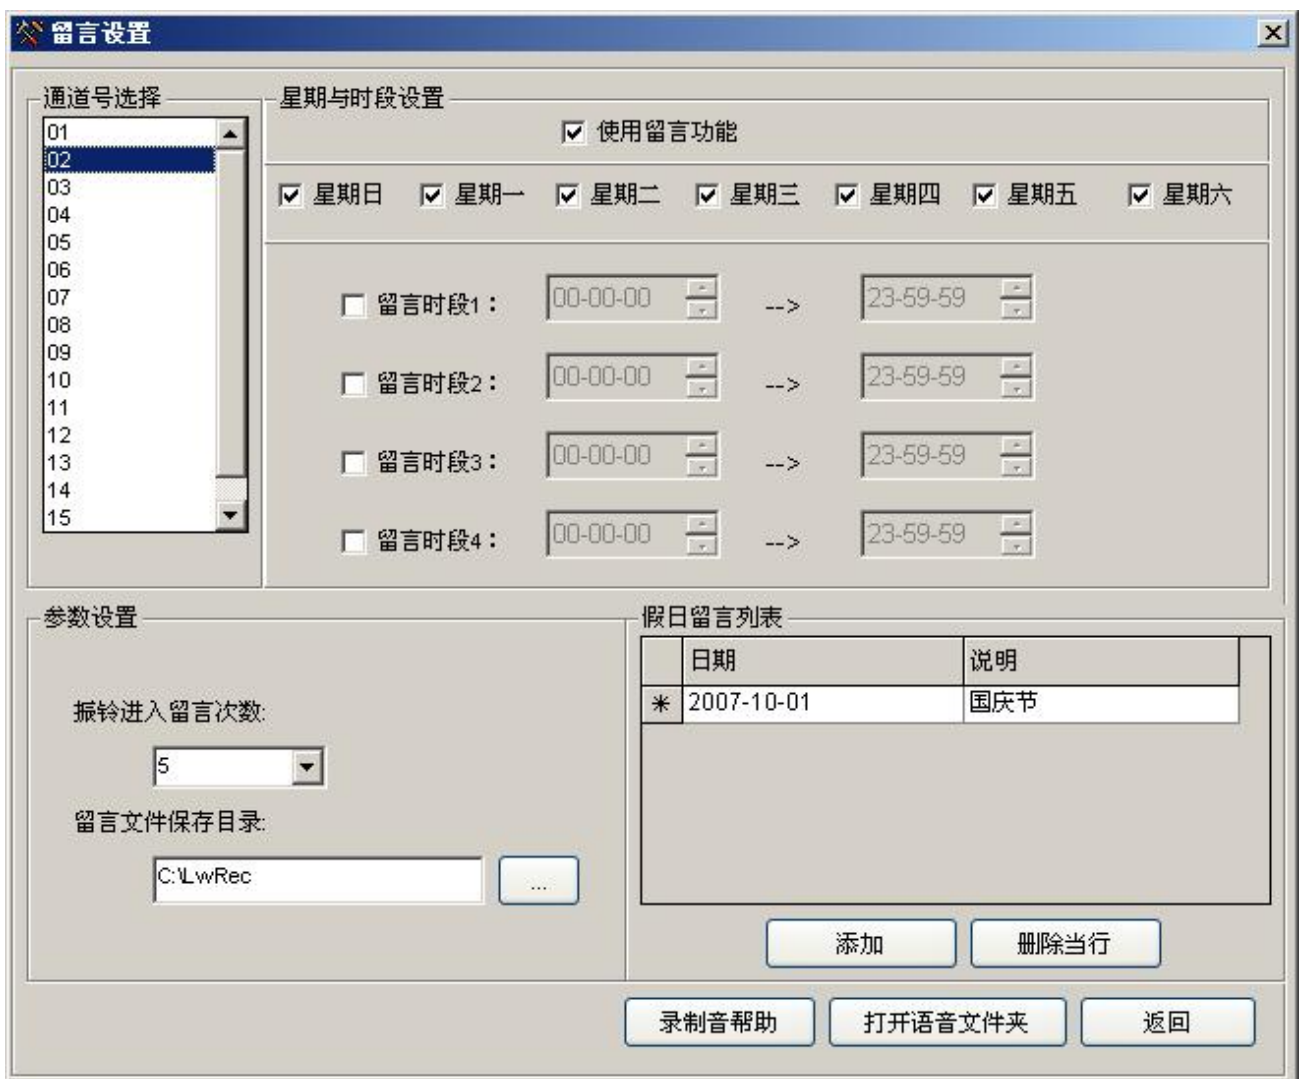 留言设置
通道号选择
01
02
03
04
05
06
07
08
09
10
11
12
13
14
15
星期与时段设置
使用留言功能
星期日 星期一 星期二 星期三 星期四 星期五 星期六
留言时段1： 00-00-00 --> 23-59-59
留言时段2： 00-00-00 --> 23-59-59
留言时段3： 00-00-00 --> 23-59-59
留言时段4： 00-00-00 --> 23-59-59
参数设置
振铃进入留言次数:
5
留言文件保存目录:
C:\LwRec ...
假日留言列表
日期 说明
2007-10-01 国庆节
添加 删除当行
录制音帮助 打开语音文件夹 返回